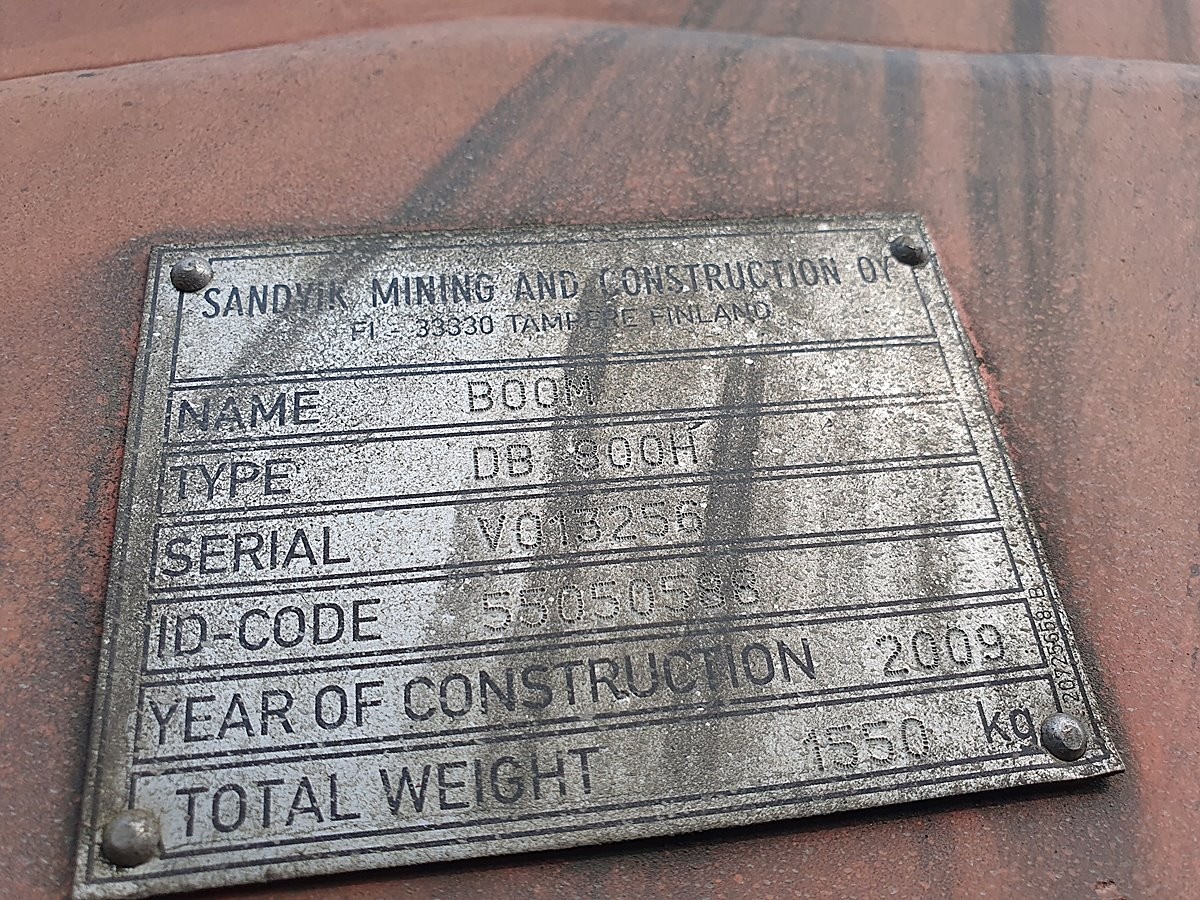 SANDVIK MINING AND CONSTRUCTION OY
FI - 33330 TAMPERE FINLAND
NAME BOOM
TYPE DB 800H
SERIAL V013256
ID-CODE 55050588
YEAR OF CONSTRUCTION 2009
TOTAL WEIGHT 1550 kg